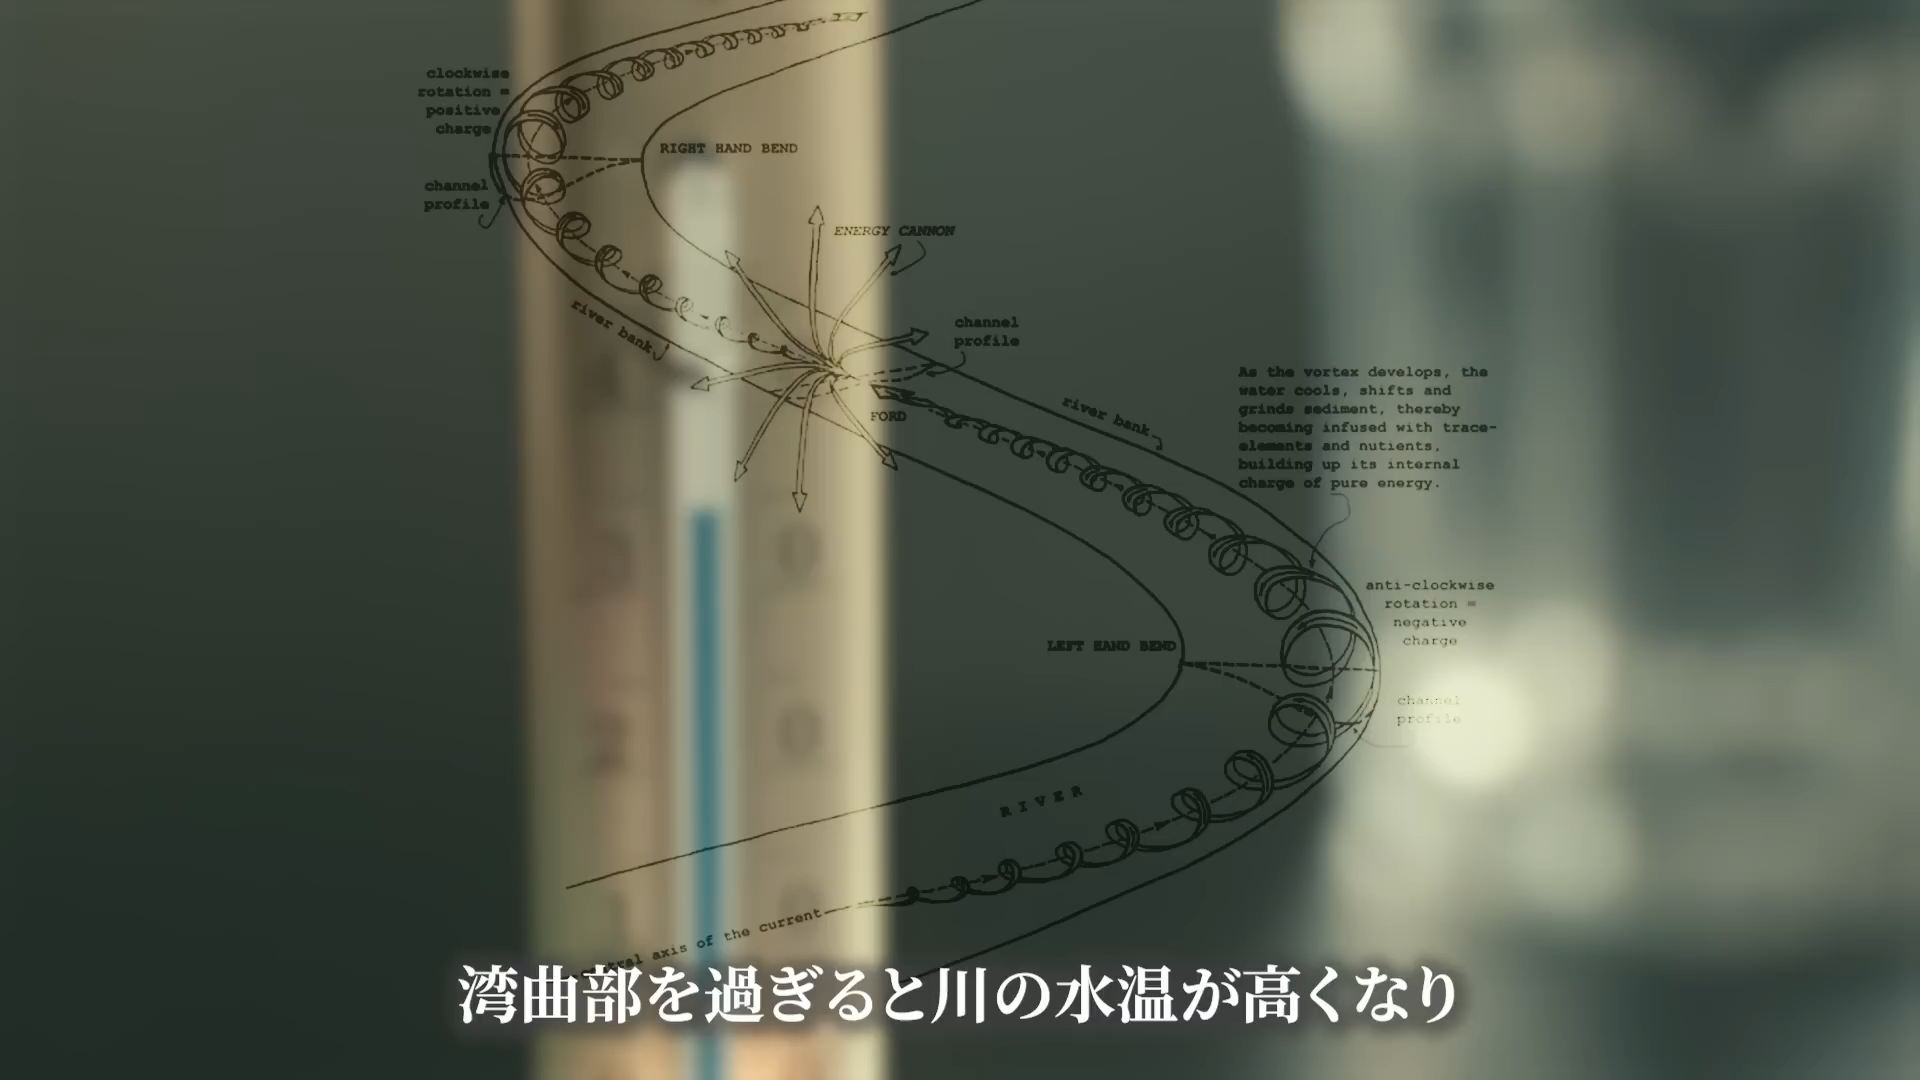 clockwise
rotation =
positive
charge
RIGHT HAND BEND
channel
profile
ENERGY CANNON
river bank
channel
profile
FORD
river bank
As the vortex develops, the
water cools, shifts and
grinds sediment, thereby
becoming infused with trace-
elements and nutients,
building up its internal
charge of pure energy.
anti-clockwise
rotation =
negative
charge
LEFT HAND BEND
channel
profile
RIVER
axis of the current
湾曲部を過ぎると川の水温が高くなり